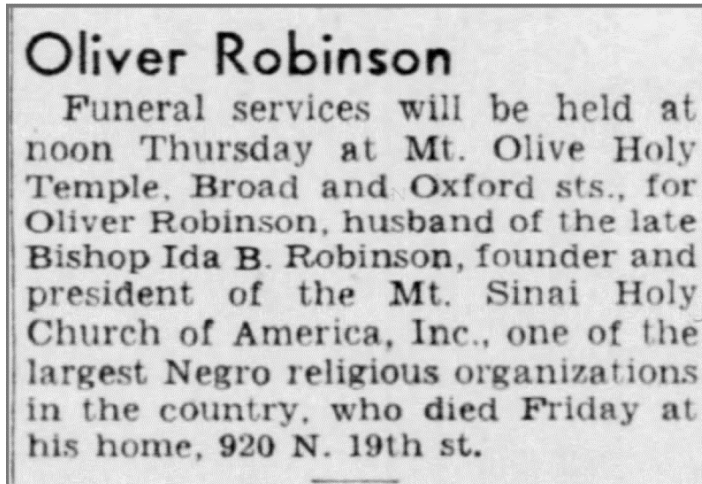 Oliver Robinson
Funeral services will be held at
noon Thursday at Mt. Olive Holy
Temple, Broad and Oxford sts., for
Oliver Robinson, husband of the late
Bishop Ida B. Robinson, founder and
president of the Mt. Sinai Holy
Church of America, Inc., one of the
largest Negro religious organizations
in the country, who died Friday at
his home, 920 N. 19th st.